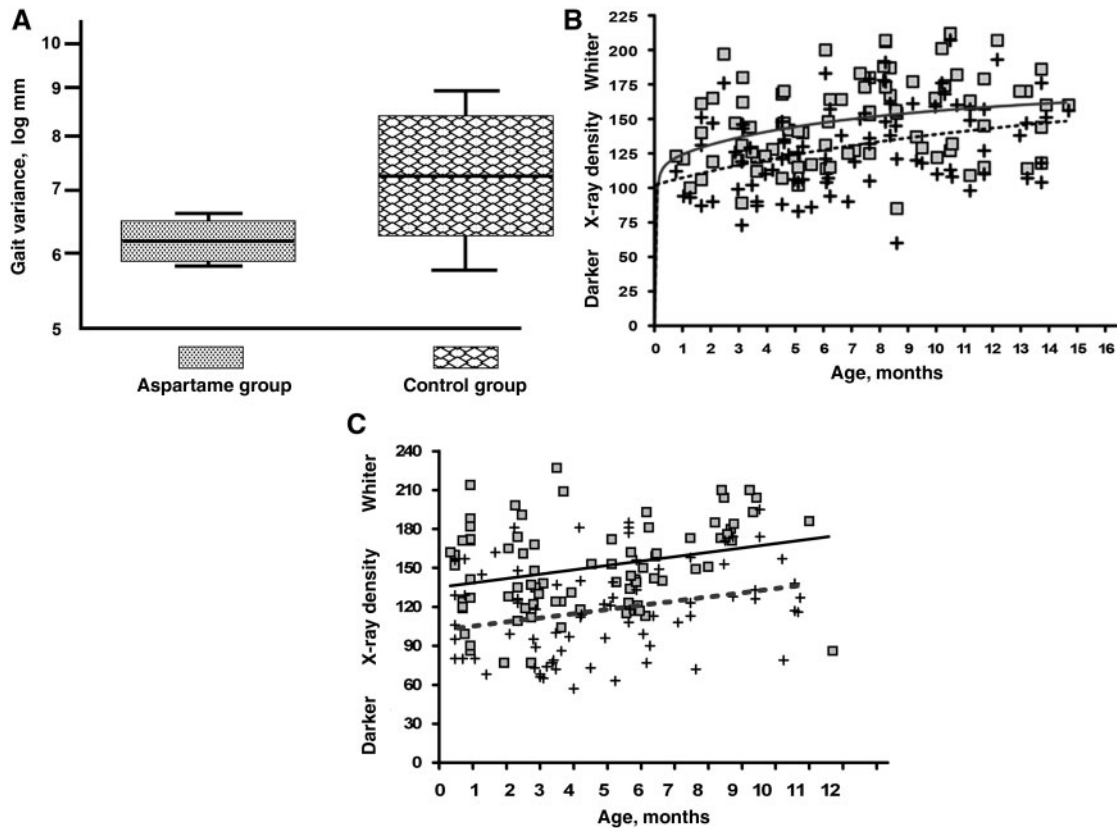 A
Gait variance, log mm
10
9
8
7
6
5
Aspartame group
Control group
B
Darker X-ray density Whiter
225
200
175
150
125
100
75
50
25
0
0 1 2 3 4 5 6 7 8 9 10 11 12 13 14 15 16
Age, months
C
Darker X-ray density Whiter
240
210
180
150
120
90
60
30
0
0 1 2 3 4 5 6 7 8 9 10 11 12
Age, months